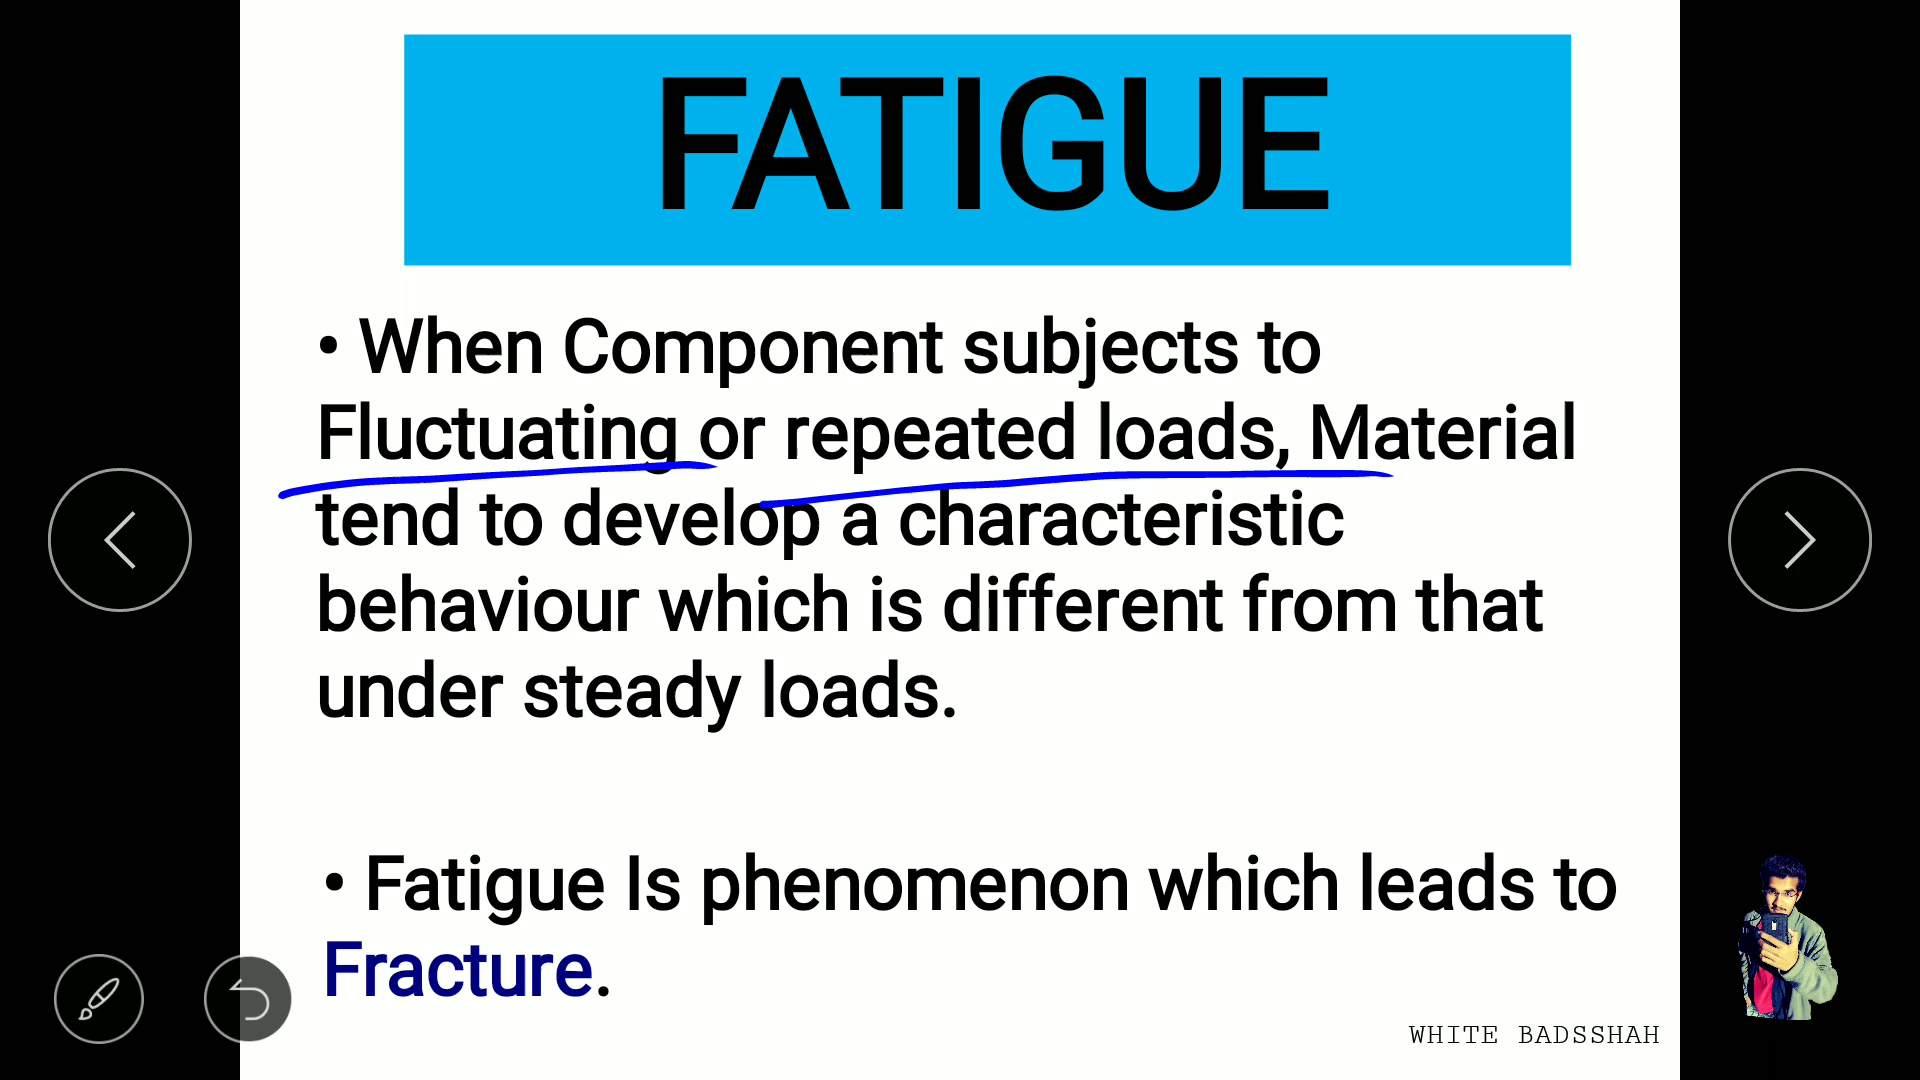 FATIGUE
• When Component subjects to
Fluctuating or repeated loads, Material
tend to develop a characteristic
behaviour which is different from that
under steady loads.
• Fatigue Is phenomenon which leads to
Fracture.
WHITE BADSSHAH